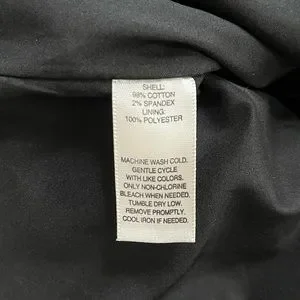 SHELL:
98% COTTON
2% SPANDEX
LINING:
100% POLYESTER
MACHINE WASH COLD.
GENTLE CYCLE
WITH LIKE COLORS.
ONLY NON-CHLORINE
BLEACH WHEN NEEDED.
TUMBLE DRY LOW.
REMOVE PROMPTLY.
COOL IRON IF NEEDED.